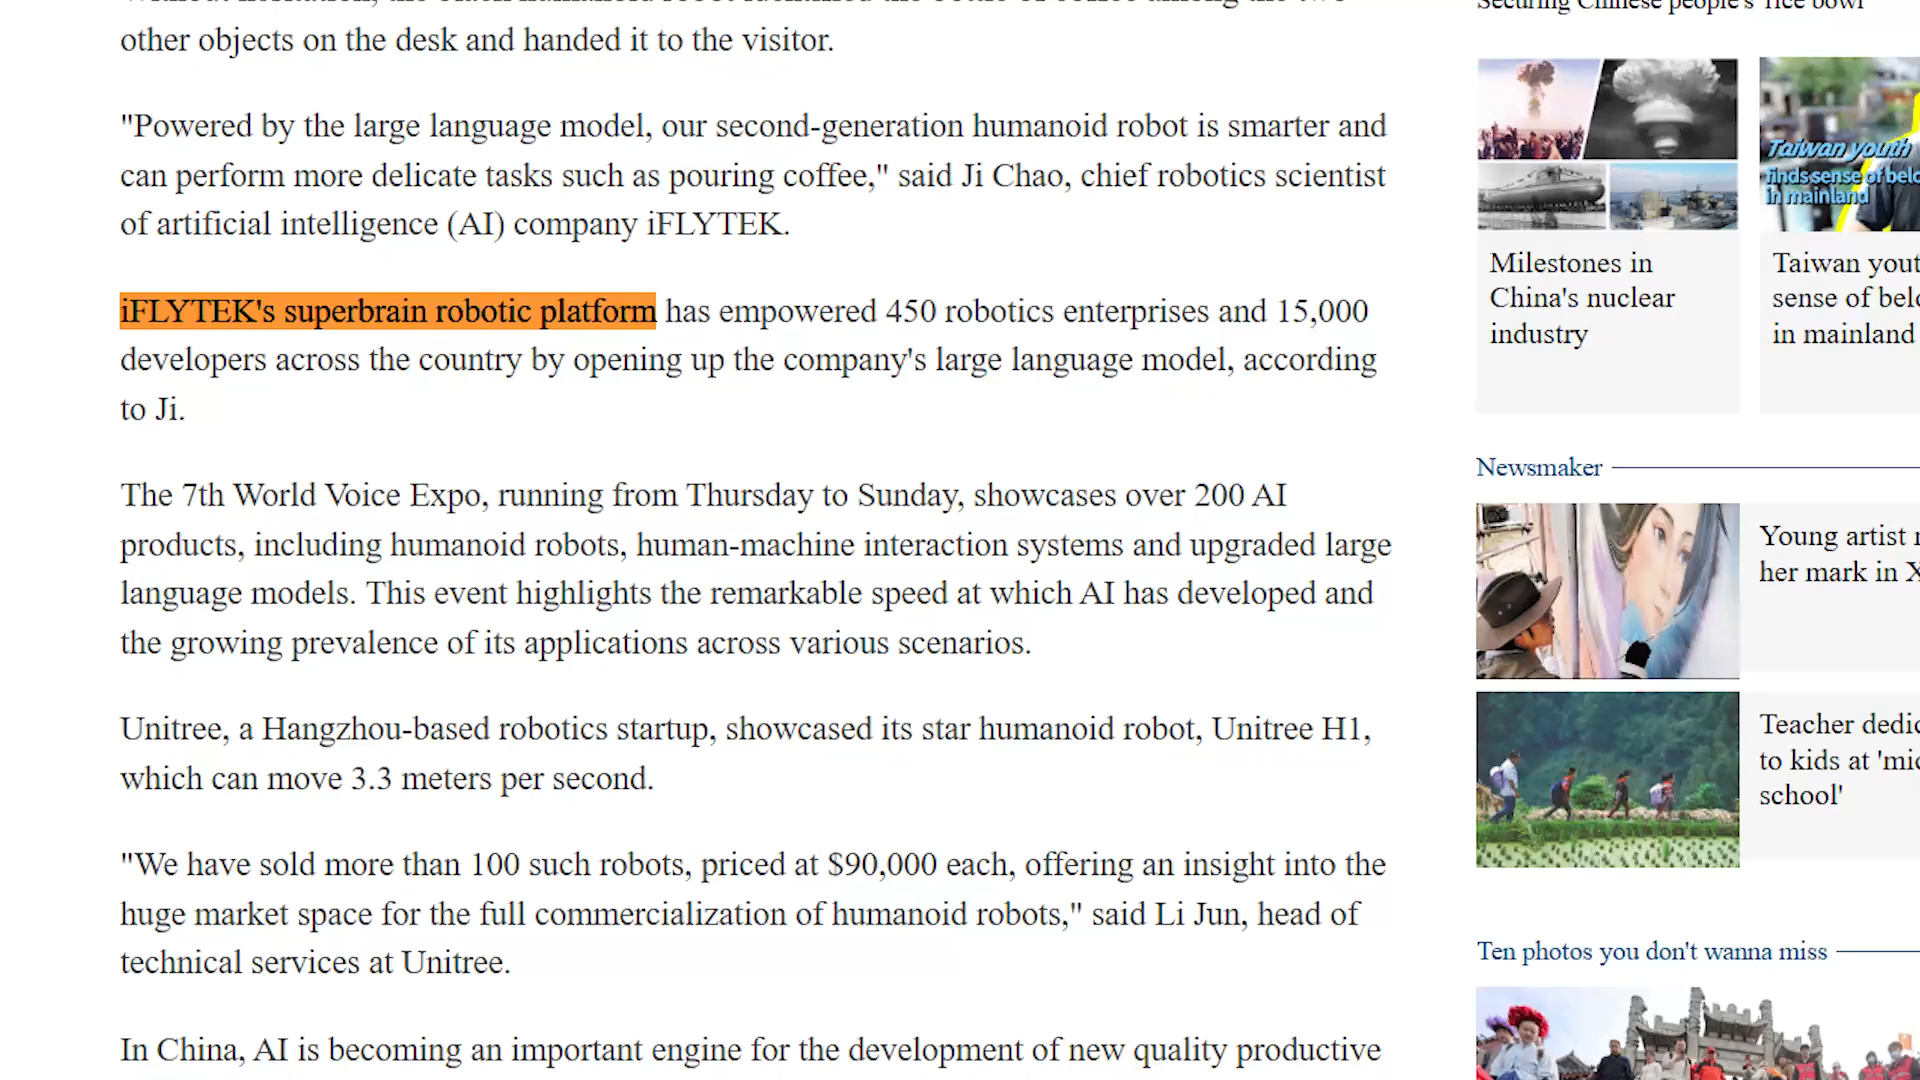 other objects on the desk and handed it to the visitor.
"Powered by the large language model, our second-generation humanoid robot is smarter and
can perform more delicate tasks such as pouring coffee," said Ji Chao, chief robotics scientist
of artificial intelligence (AI) company iFLYTEK.
iFLYTEK's superbrain robotic platform has empowered 450 robotics enterprises and 15,000
developers across the country by opening up the company's large language model, according
to Ji.
The 7th World Voice Expo, running from Thursday to Sunday, showcases over 200 AI
products, including humanoid robots, human-machine interaction systems and upgraded large
language models. This event highlights the remarkable speed at which AI has developed and
the growing prevalence of its applications across various scenarios.
Unitree, a Hangzhou-based robotics startup, showcased its star humanoid robot, Unitree H1,
which can move 3.3 meters per second.
"We have sold more than 100 such robots, priced at $90,000 each, offering an insight into the
huge market space for the full commercialization of humanoid robots," said Li Jun, head of
technical services at Unitree.
In China, AI is becoming an important engine for the development of new quality productive
Securing Chinese people's 'rice bowl'
Taiwan youth
finds sense of
in mainland
Milestones in
China's nuclear
industry
Taiwan
sense of
in mainland
Newsmaker
Young artist
her mark in
Teacher
to kids at
school'
Ten photos you don't wanna miss